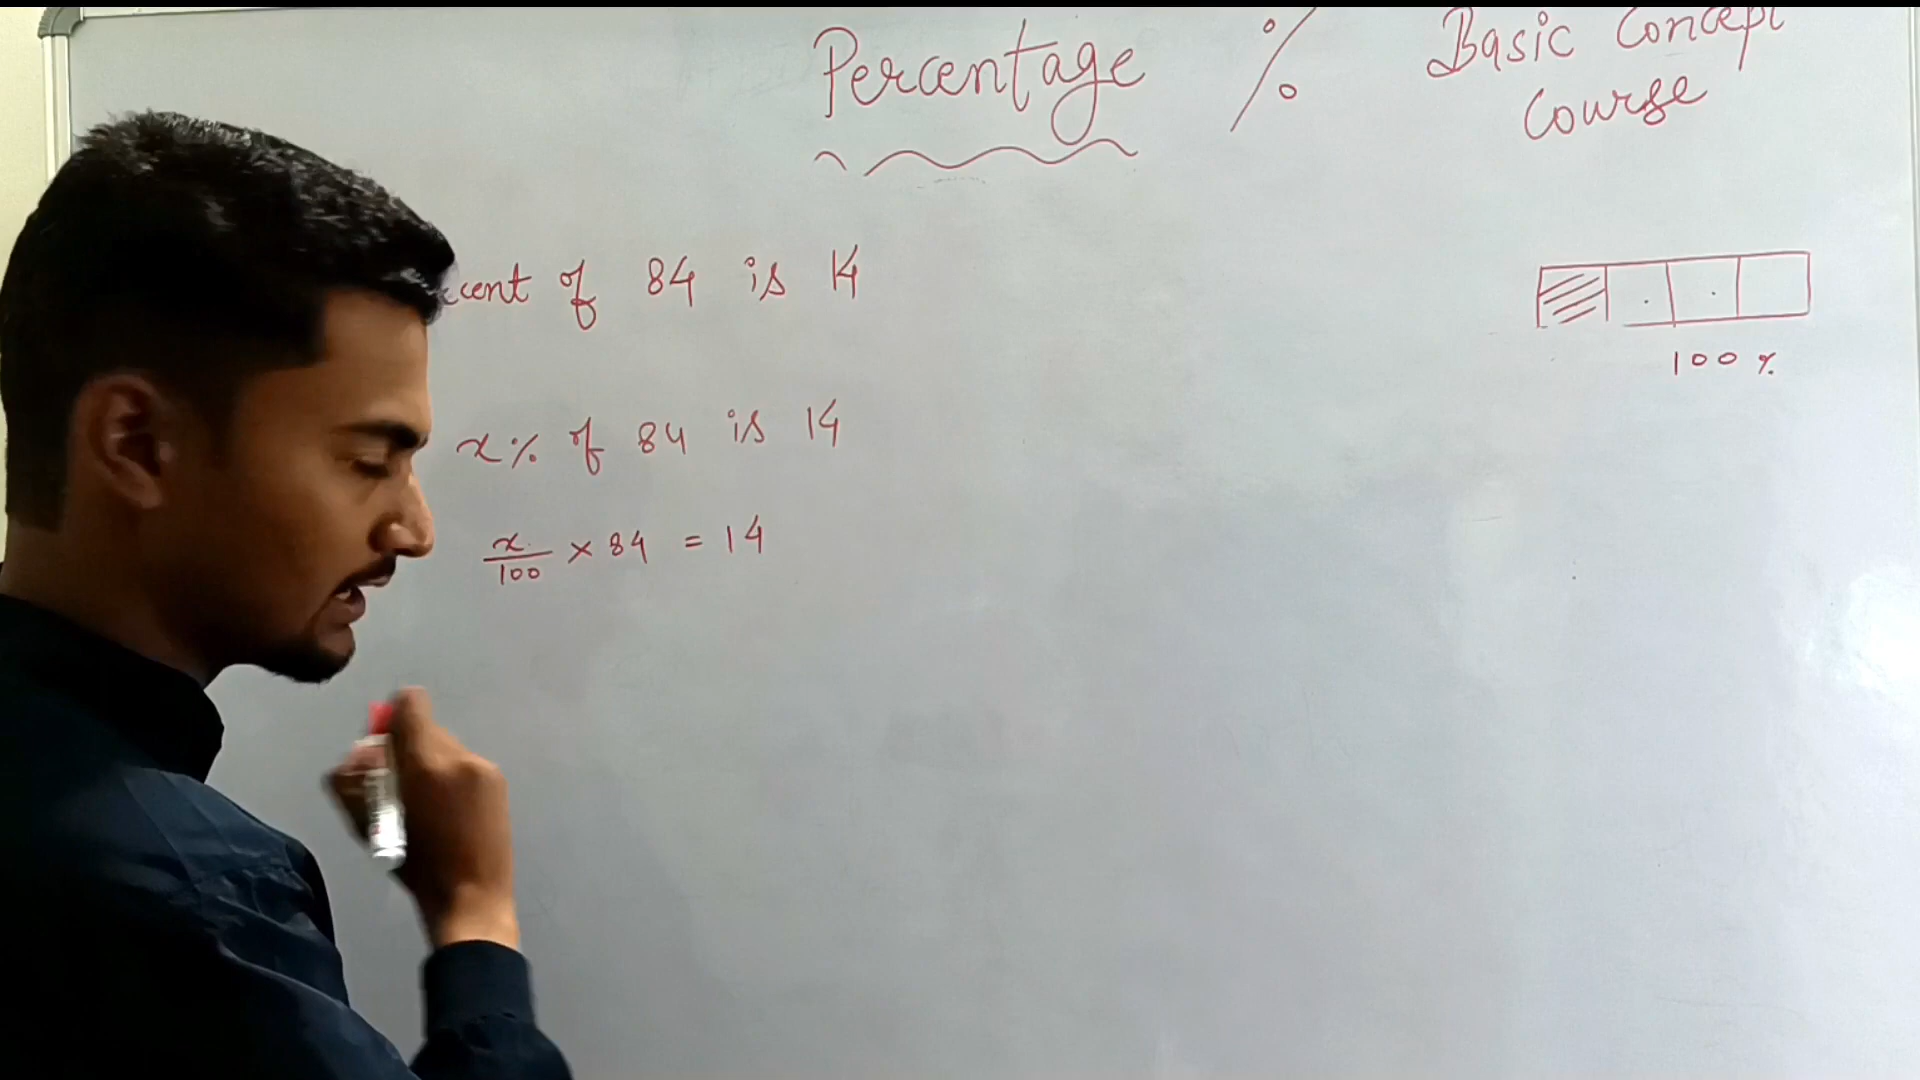 Percentage %
Basic Concept
Course
cent of 84 is 14
x% of 84 is 14
x/100 × 84 = 14
100 %